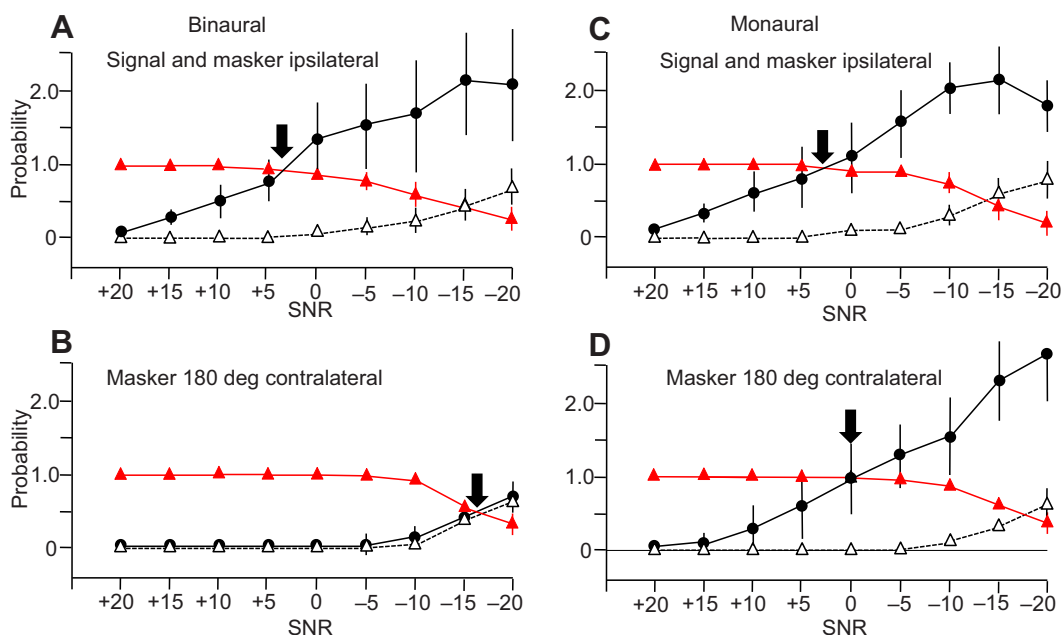 A
Binaural
Signal and masker ipsilateral
Probability
2.0
1.0
0
+20 +15 +10 +5 0 –5 –10 –15 –20
SNR
C
Monaural
Signal and masker ipsilateral
Probability
2.0
1.0
0
+20 +15 +10 +5 0 –5 –10 –15 –20
SNR
B
Masker 180 deg contralateral
Probability
2.0
1.0
0
+20 +15 +10 +5 0 –5 –10 –15 –20
SNR
D
Masker 180 deg contralateral
2.0
1.0
0
+20 +15 +10 +5 0 –5 –10 –15 –20
SNR